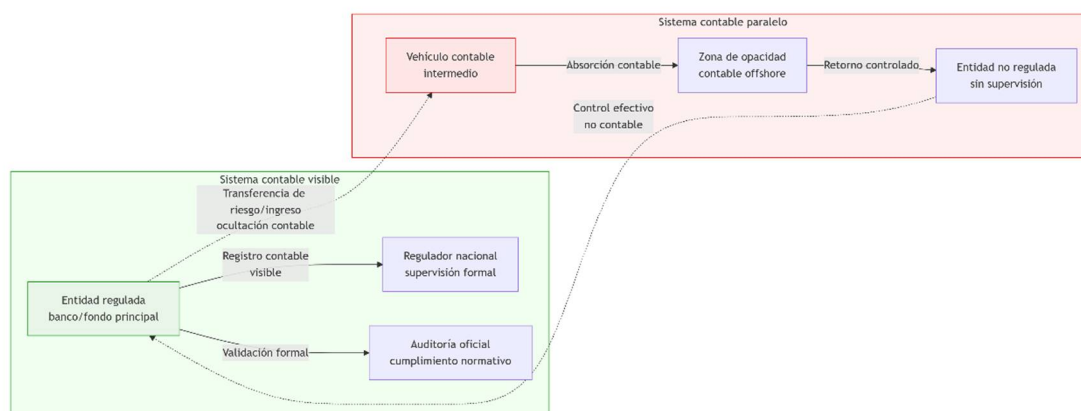 Sistema contable paralelo
Vehículo contable
intermedio
Absorción contable
Zona de opacidad
contable offshore
Retorno controlado
Entidad no regulada
sin supervisión
Control efectivo
no contable
Sistema contable visible
Transferencia de
riesgo/ingreso
ocultación contable
Registro contable
visible
Regulador nacional
supervisión formal
Entidad regulada
banco/fondo principal
Validación formal
Auditoría oficial
cumplimiento normativo